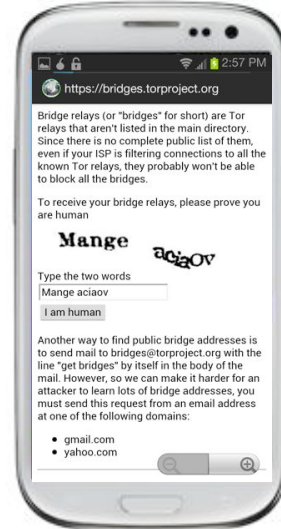 2:57 PM
https://bridges.torproject.org
Bridge relays (or "bridges" for short) are Tor
relays that aren't listed in the main directory.
Since there is no complete public list of them,
even if your ISP is filtering connections to all the
known Tor relays, they probably won't be able
to block all the bridges.
To receive your bridge relays, please prove you
are human
Mange aciaov
Type the two words
Mange aciaov
I am human
Another way to find public bridge addresses is
to send mail to bridges@torproject.org with the
line "get bridges" by itself in the body of the
mail. However, so we can make it harder for an
attacker to learn lots of bridge addresses, you
must send this request from an email address
at one of the following domains:
• gmail.com
• yahoo.com